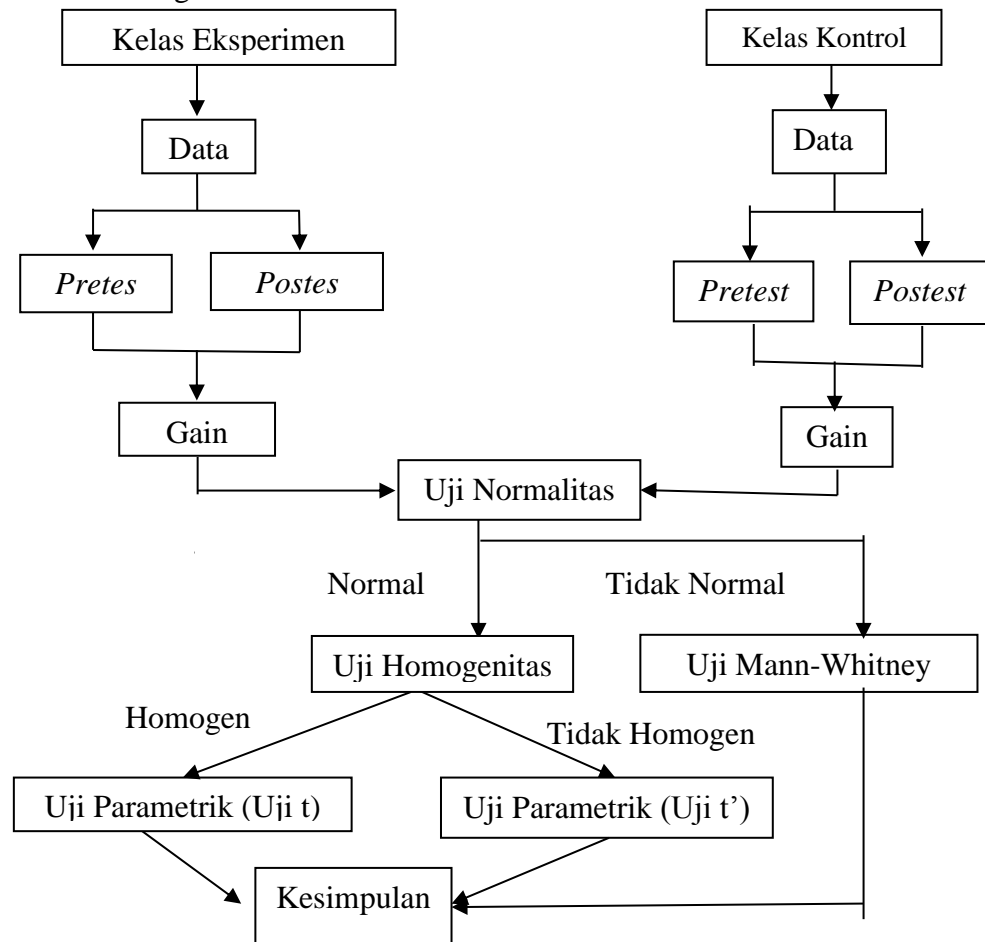 Kelas Eksperimen
Kelas Kontrol
Data
Data
Pretes
Postes
Pretest
Postest
Gain
Gain
Uji Normalitas
Normal
Tidak Normal
Uji Homogenitas
Uji Mann-Whitney
Homogen
Tidak Homogen
Uji Parametrik (Uji t)
Uji Parametrik (Uji t’)
Kesimpulan